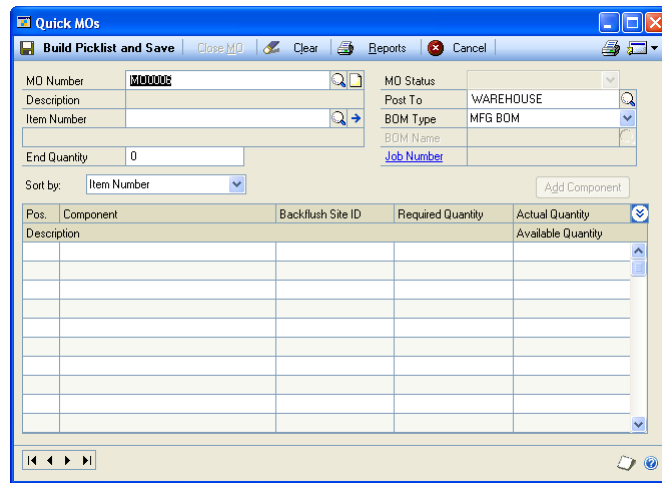 Quick MOs
Build Picklist and Save Close MO Clear Reports Cancel
MO Number MO0006 MO Status
Description Post To WAREHOUSE
Item Number BOM Type MFG BOM
BOM Name
End Quantity 0 Job Number
Sort by: Item Number Add Component
Pos. Component Backflush Site ID Required Quantity Actual Quantity
Description Available Quantity